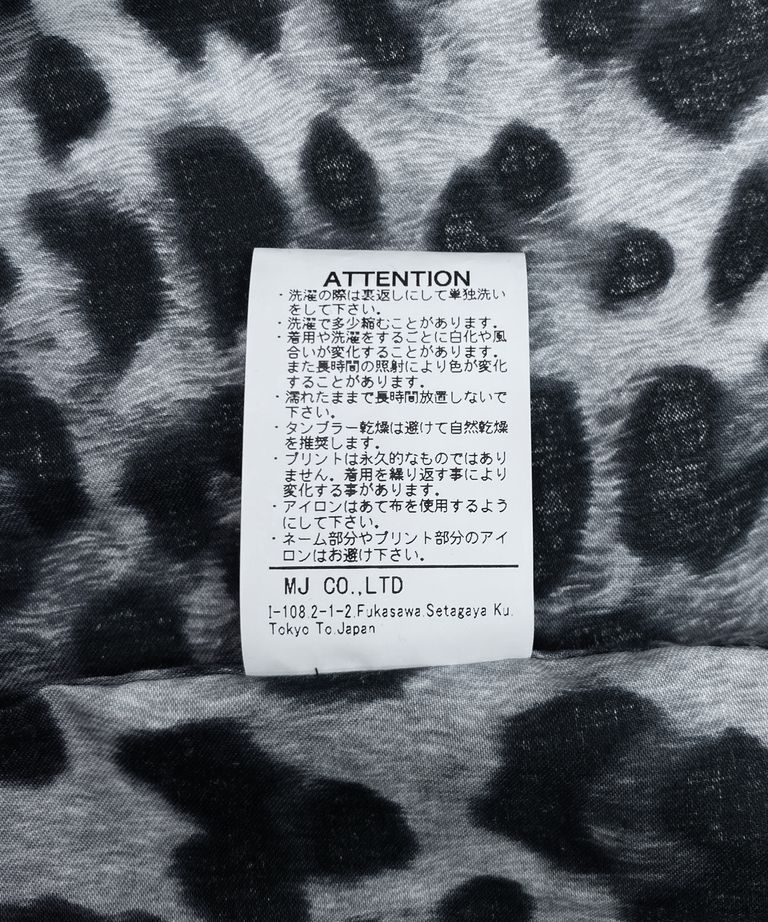 ATTENTION
・洗濯の際は裏返しにして単独洗い
をして下さい。
・洗濯で多少縮むことがあります。
・着用や洗濯をすることに白化や風
合いが変化することがあります。
また長時間の照射により色が変化
することがあります。
・濡れたままで長時間放置しないで
下さい。
・タンブラー乾燥は避けて自然乾燥
を推奨します。
・プリントは永久的なものではあり
ません。着用を繰り返す事により
変化する事があります。
・アイロンはあて布を使用するよう
にして下さい。
・ネーム部分やプリント部分のアイ
ロンはお避け下さい。
MJ CO.,LTD
I-108.2-1-2.Fukasawa.Setagaya Ku.
Tokyo To.Japan